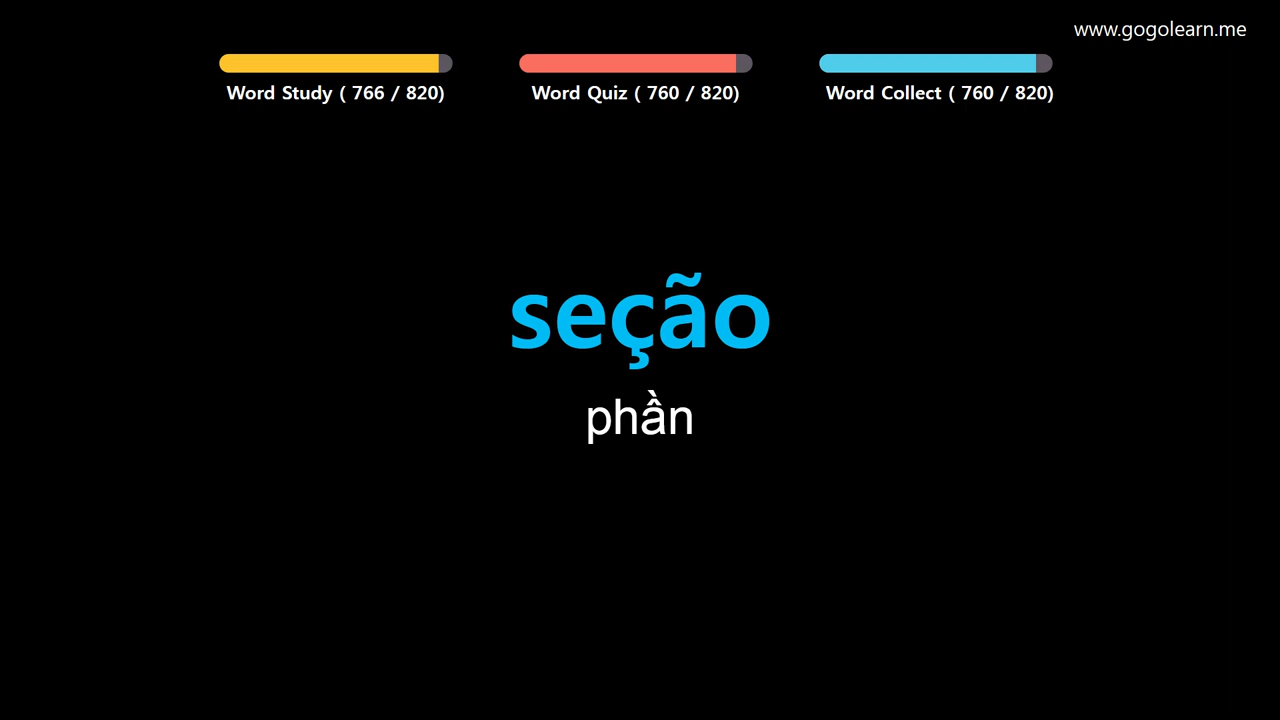 www.gogolearn.me
Word Study ( 766 / 820)
Word Quiz ( 760 / 820)
Word Collect ( 760 / 820)
seção
phần